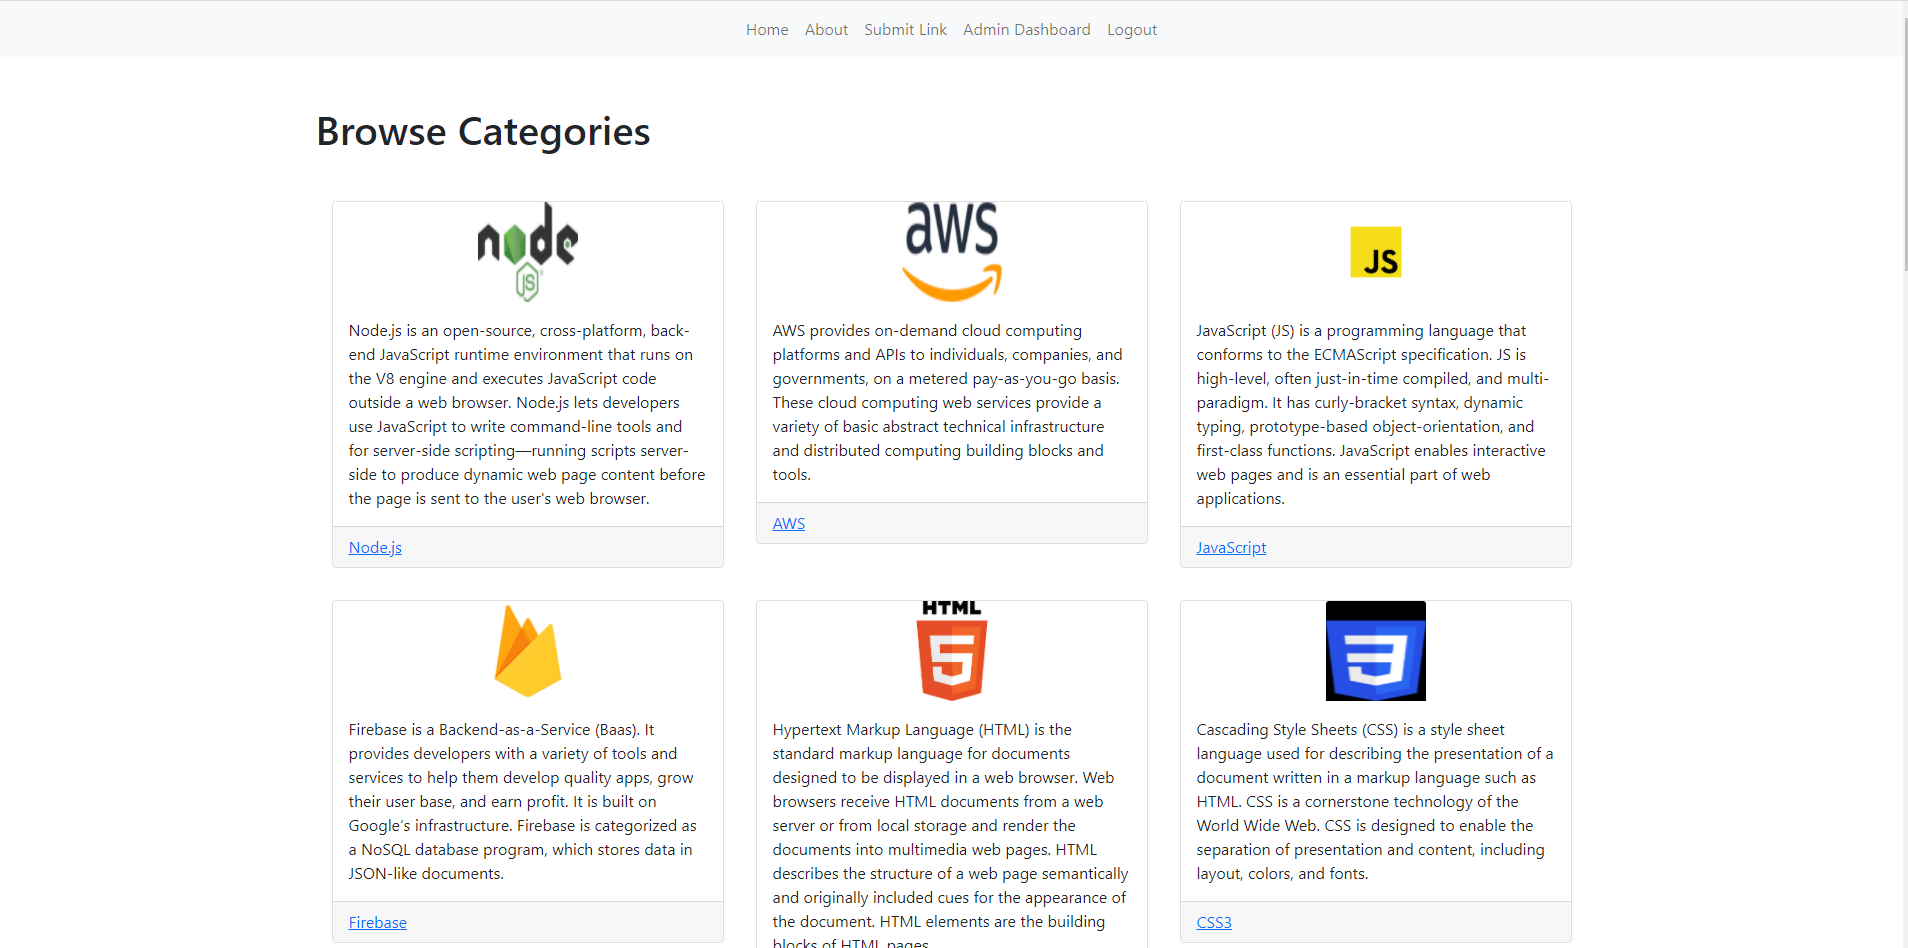 Home About Submit Link Admin Dashboard Logout
Browse Categories
node
JS
Node.js is an open-source, cross-platform, back-
end JavaScript runtime environment that runs on
the V8 engine and executes JavaScript code
outside a web browser. Node.js lets developers
use JavaScript to write command-line tools and
for server-side scripting—running scripts server-
side to produce dynamic web page content before
the page is sent to the user's web browser.
Node.js
aws
AWS provides on-demand cloud computing
platforms and APIs to individuals, companies, and
governments, on a metered pay-as-you-go basis.
These cloud computing web services provide a
variety of basic abstract technical infrastructure
and distributed computing building blocks and
tools.
AWS
JS
JavaScript (JS) is a programming language that
conforms to the ECMAScript specification. JS is
high-level, often just-in-time compiled, and multi-
paradigm. It has curly-bracket syntax, dynamic
typing, prototype-based object-orientation, and
first-class functions. JavaScript enables interactive
web pages and is an essential part of web
applications.
JavaScript
Firebase is a Backend-as-a-Service (Baas). It
provides developers with a variety of tools and
services to help them develop quality apps, grow
their user base, and earn profit. It is built on
Google's infrastructure. Firebase is categorized as
a NoSQL database program, which stores data in
JSON-like documents.
Firebase
HTML
5
Hypertext Markup Language (HTML) is the
standard markup language for documents
designed to be displayed in a web browser. Web
browsers receive HTML documents from a web
server or from local storage and render the
documents into multimedia web pages. HTML
describes the structure of a web page semantically
and originally included cues for the appearance of
the document. HTML elements are the building
blocks of HTML pages.
3
Cascading Style Sheets (CSS) is a style sheet
language used for describing the presentation of a
document written in a markup language such as
HTML. CSS is a cornerstone technology of the
World Wide Web. CSS is designed to enable the
separation of presentation and content, including
layout, colors, and fonts.
CSS3